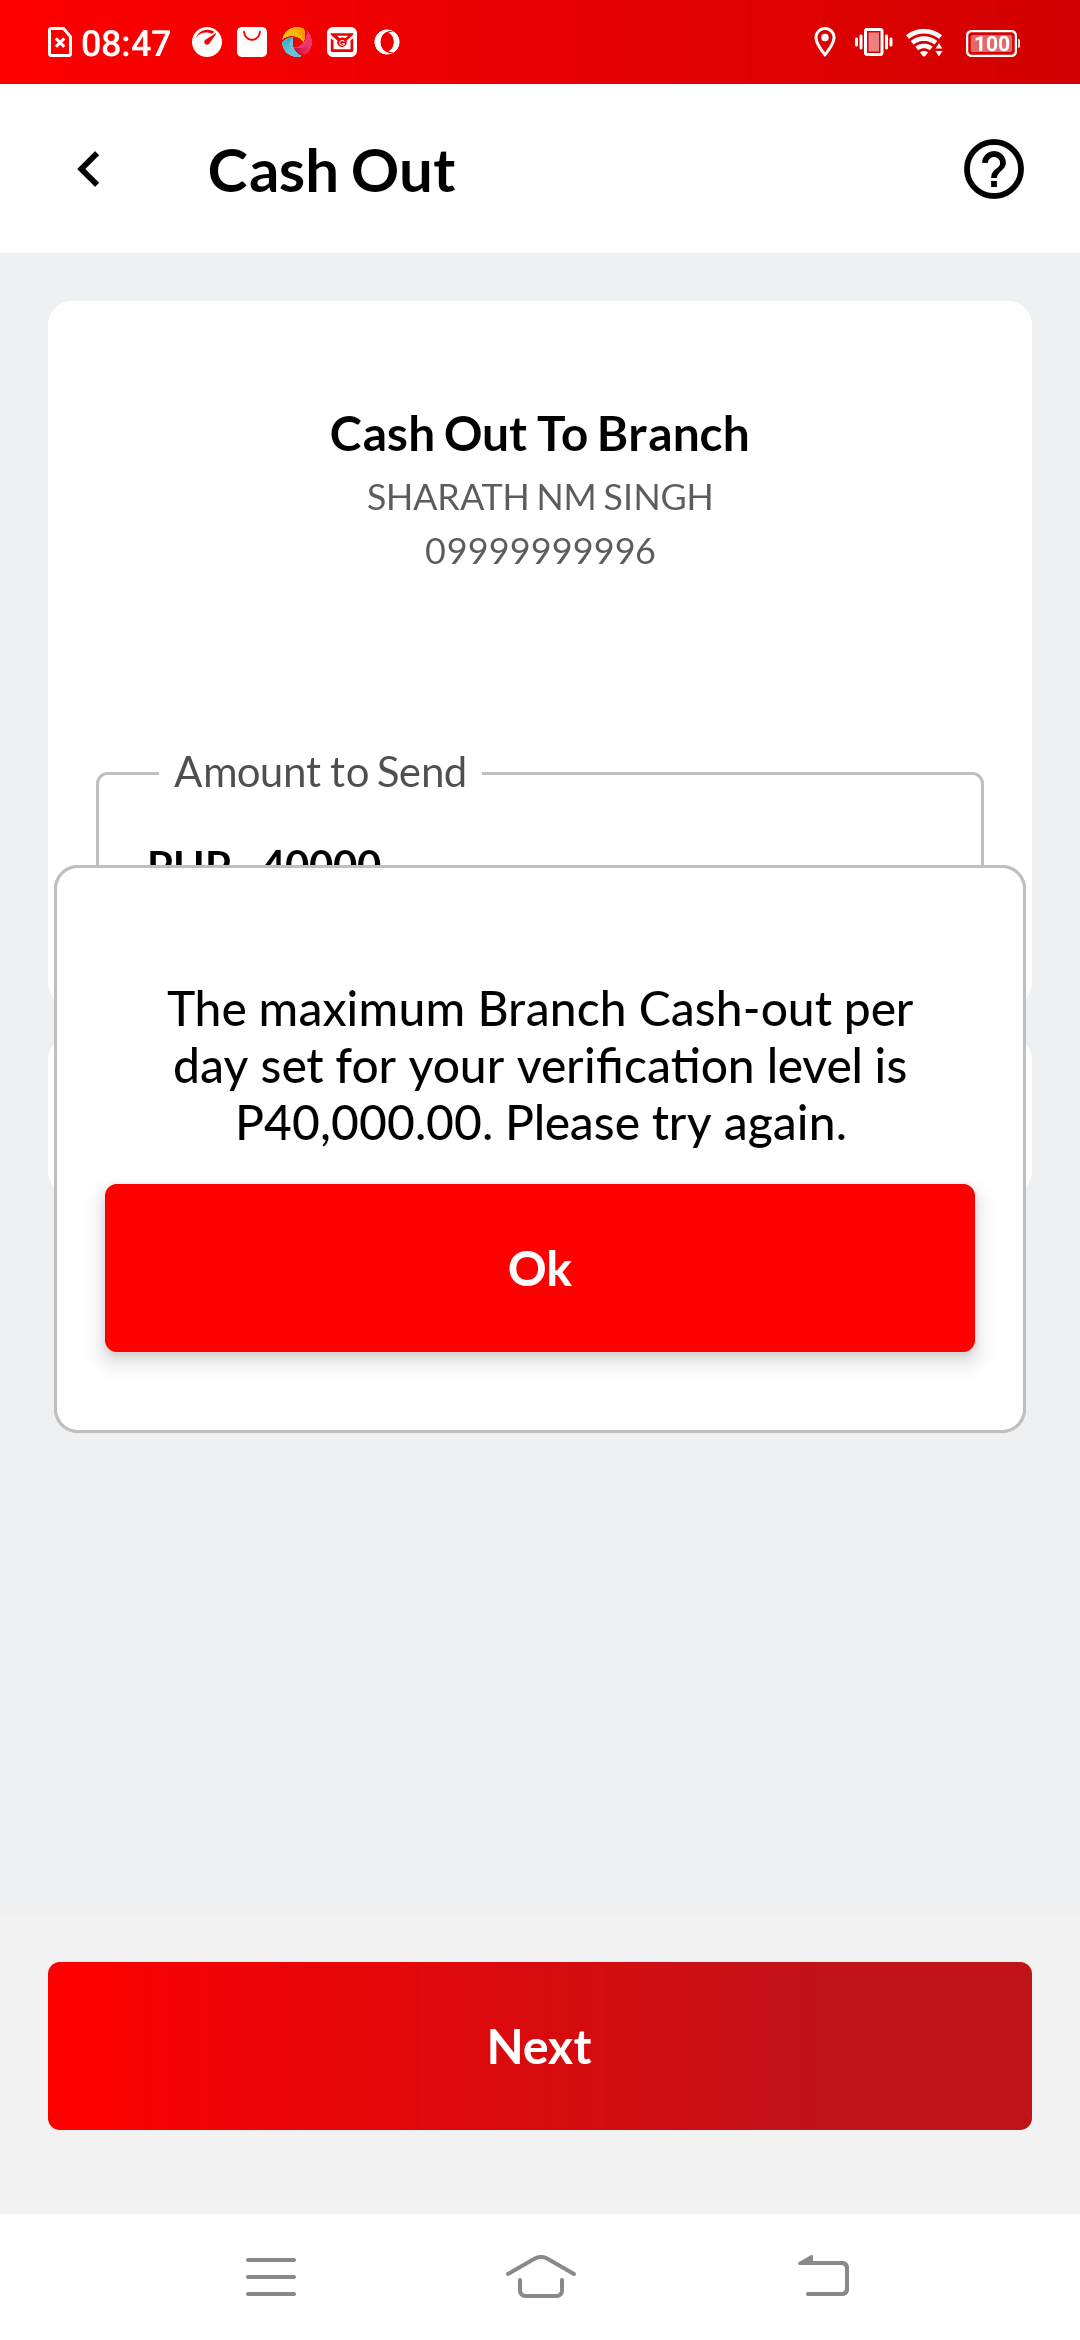 08:47
100
Cash Out
Cash Out To Branch
SHARATH NM SINGH
09999999996
Amount to Send
PHP 40000
The maximum Branch Cash-out per
day set for your verification level is
P40,000.00. Please try again.
Ok
Next